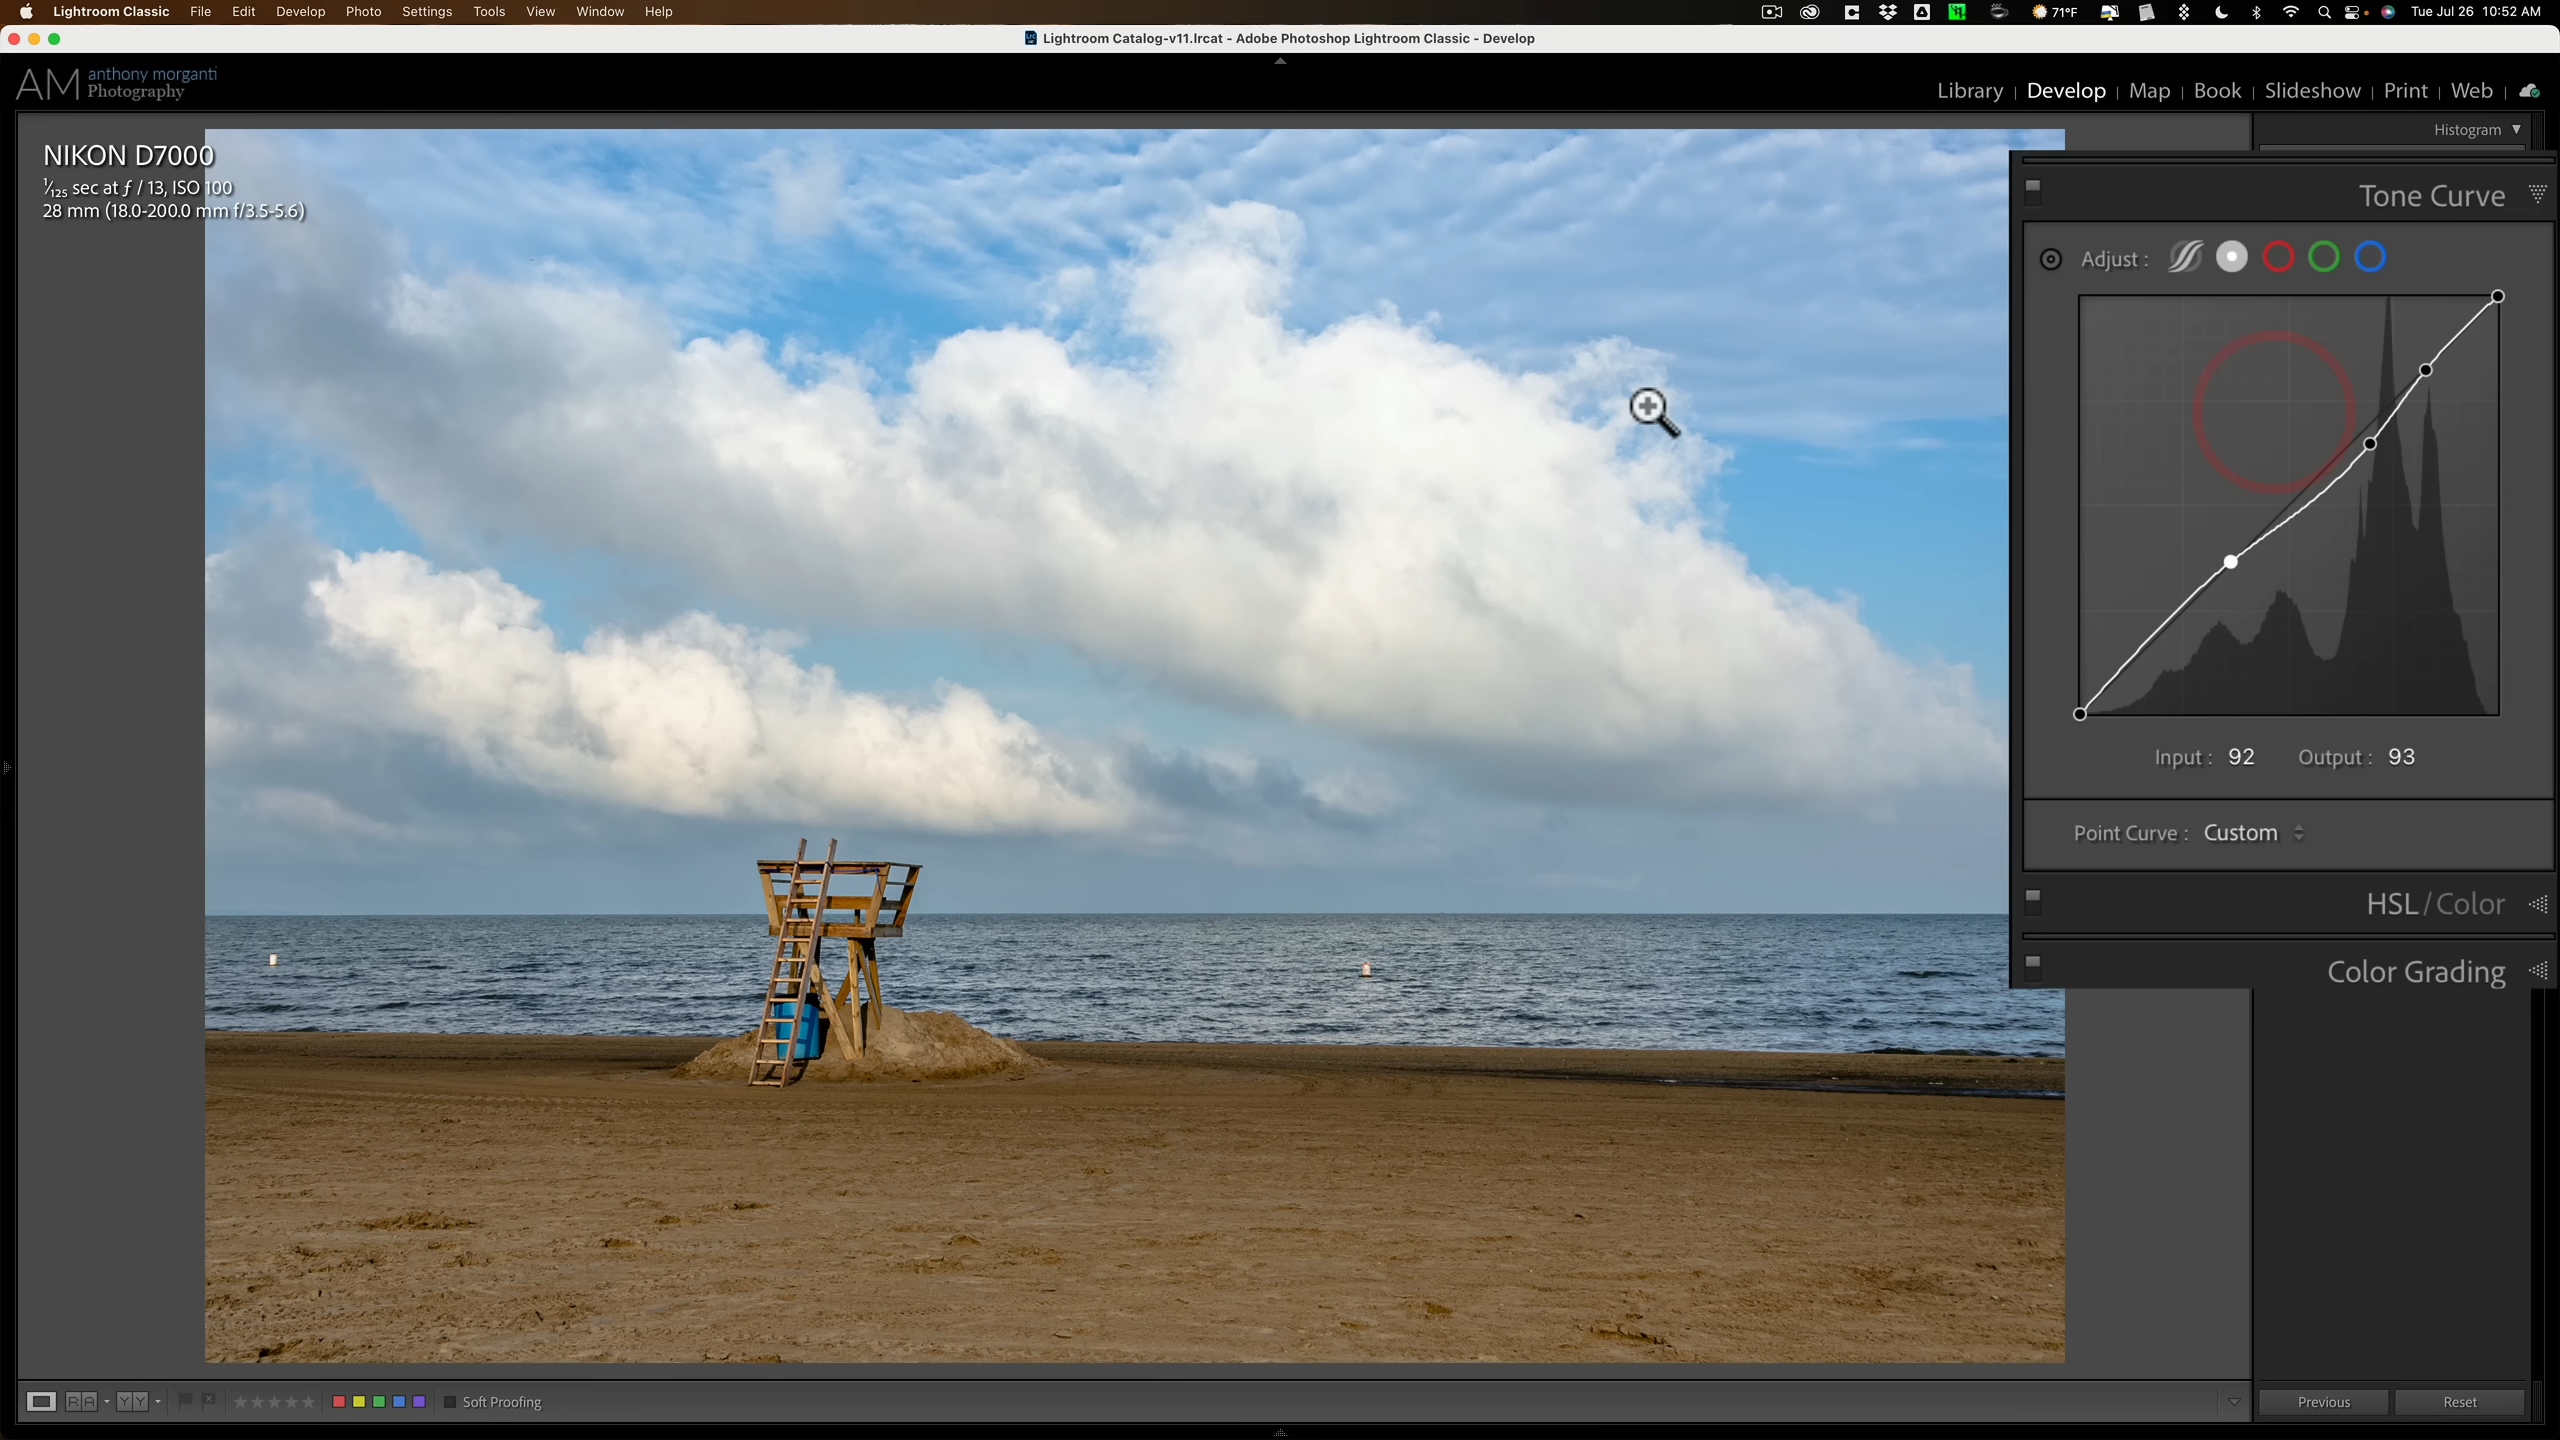 Lightroom Classic File Edit Develop Photo Settings Tools View Window Help 71°F Tue Jul 26 10:52 AM
Lightroom Catalog-v11.lrcat - Adobe Photoshop Lightroom Classic - Develop
AM anthony morganti
Photography
Library | Develop | Map | Book | Slideshow | Print | Web
Histogram
NIKON D7000
1/125 sec at ƒ / 13, ISO 100
28 mm (18.0-200.0 mm f/3.5-5.6)
Tone Curve
Adjust :
Input : 92 Output : 93
Point Curve : Custom
HSL / Color
Color Grading
R A Y Y Soft Proofing
Previous Reset